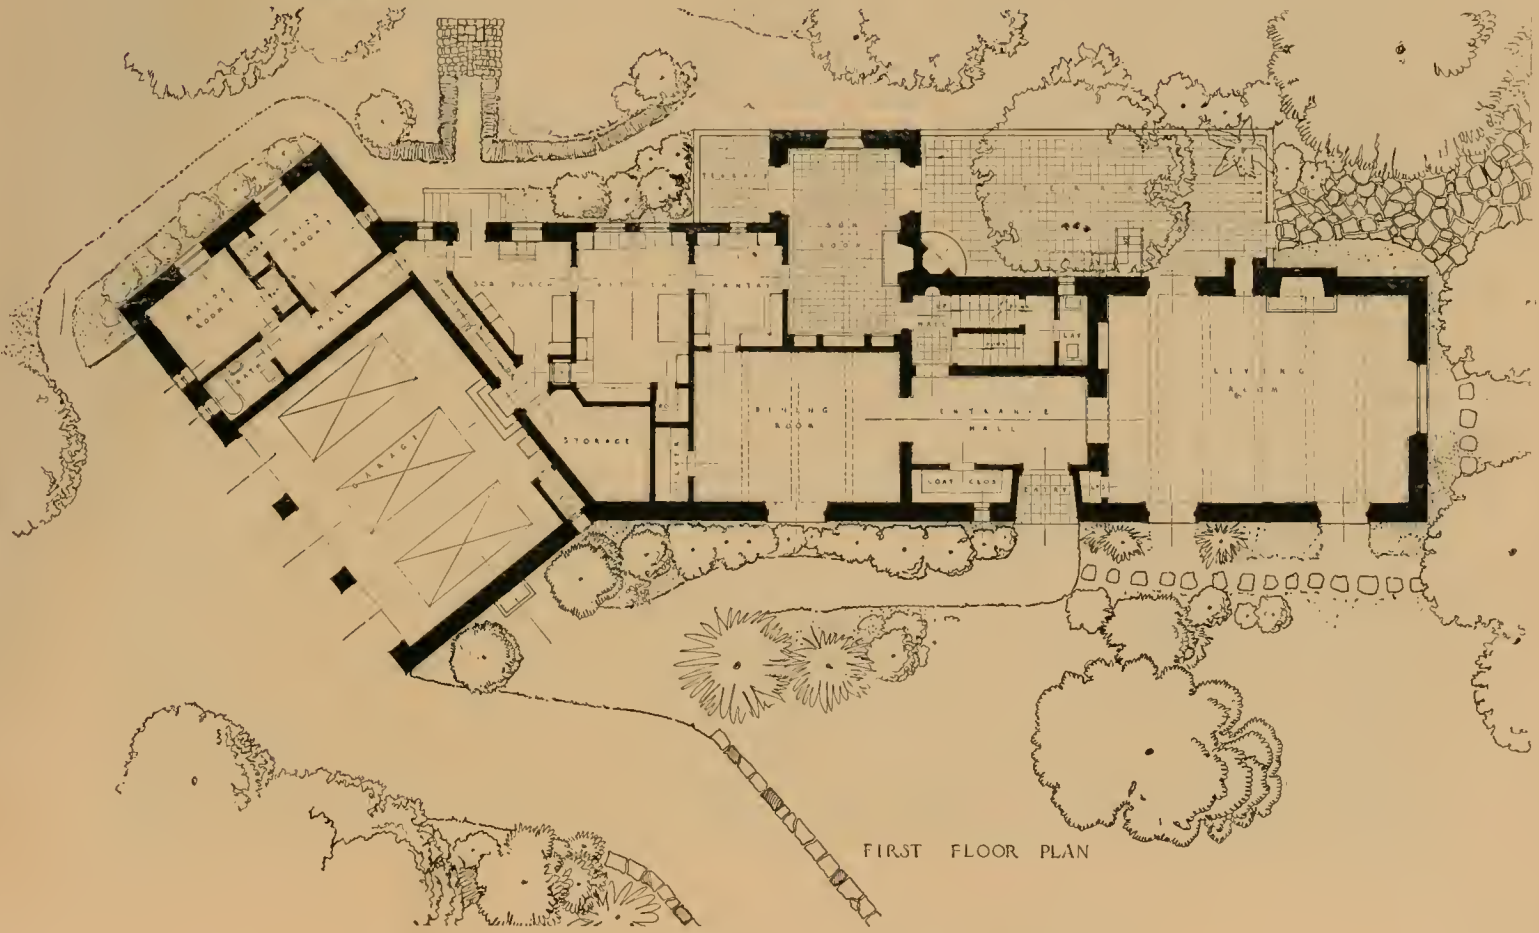 TERRACE
TERRACE
SUN
ROOM
MAIDS
ROOM
MAIDS
ROOM
HALL
BATH
SCR. PORCH
KITCHEN
PANTRY
HALL
LAV
LIVING
ROOM
DINING
ROOM
ENTRANCE
HALL
STORAGE
GARAGE
COAT CLOS
ENTRY
FIRST FLOOR PLAN